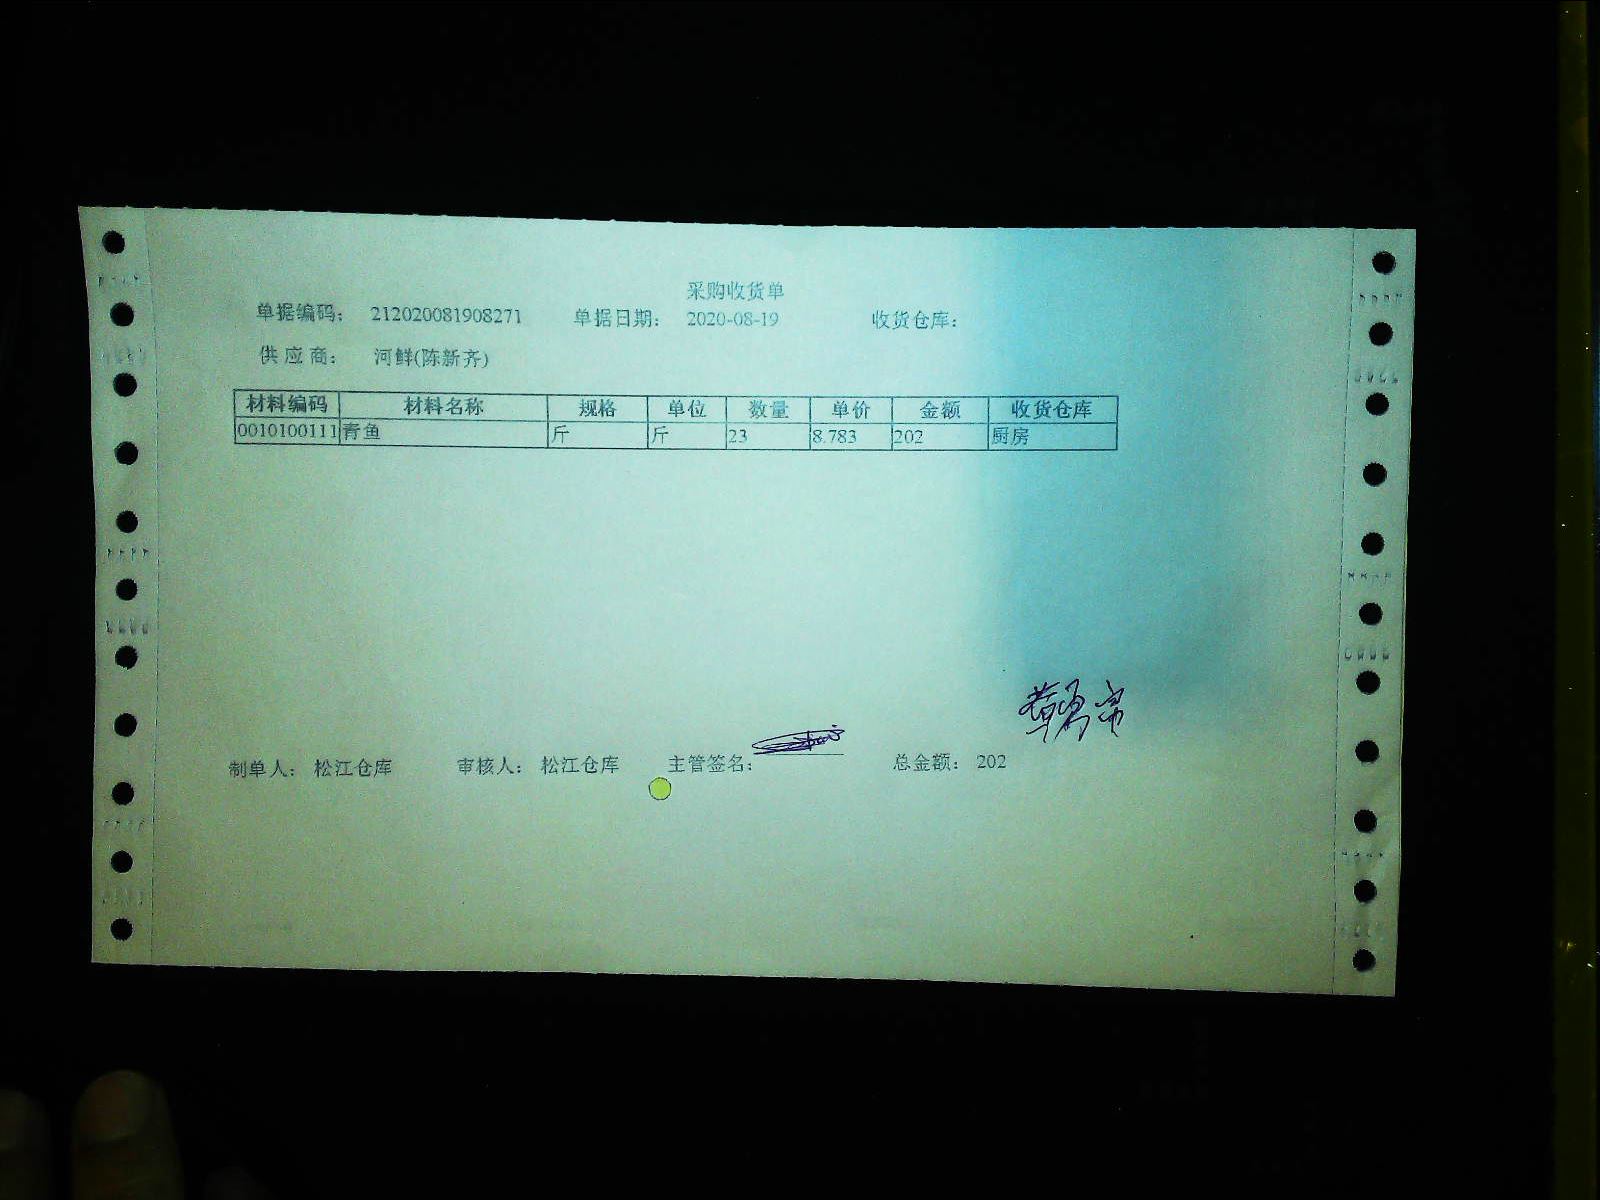 采购收货单
单据编码： 212020081908271 单据日期： 2020-08-19 收货仓库：
供 应 商： 河鲜(陈新齐)
材料编码 材料名称 规格 单位 数量 单价 金额 收货仓库
0010100111 青鱼 斤 斤 23 8.783 202 厨房
制单人： 松江仓库 审核人： 松江仓库 主管签名： 总金额： 202